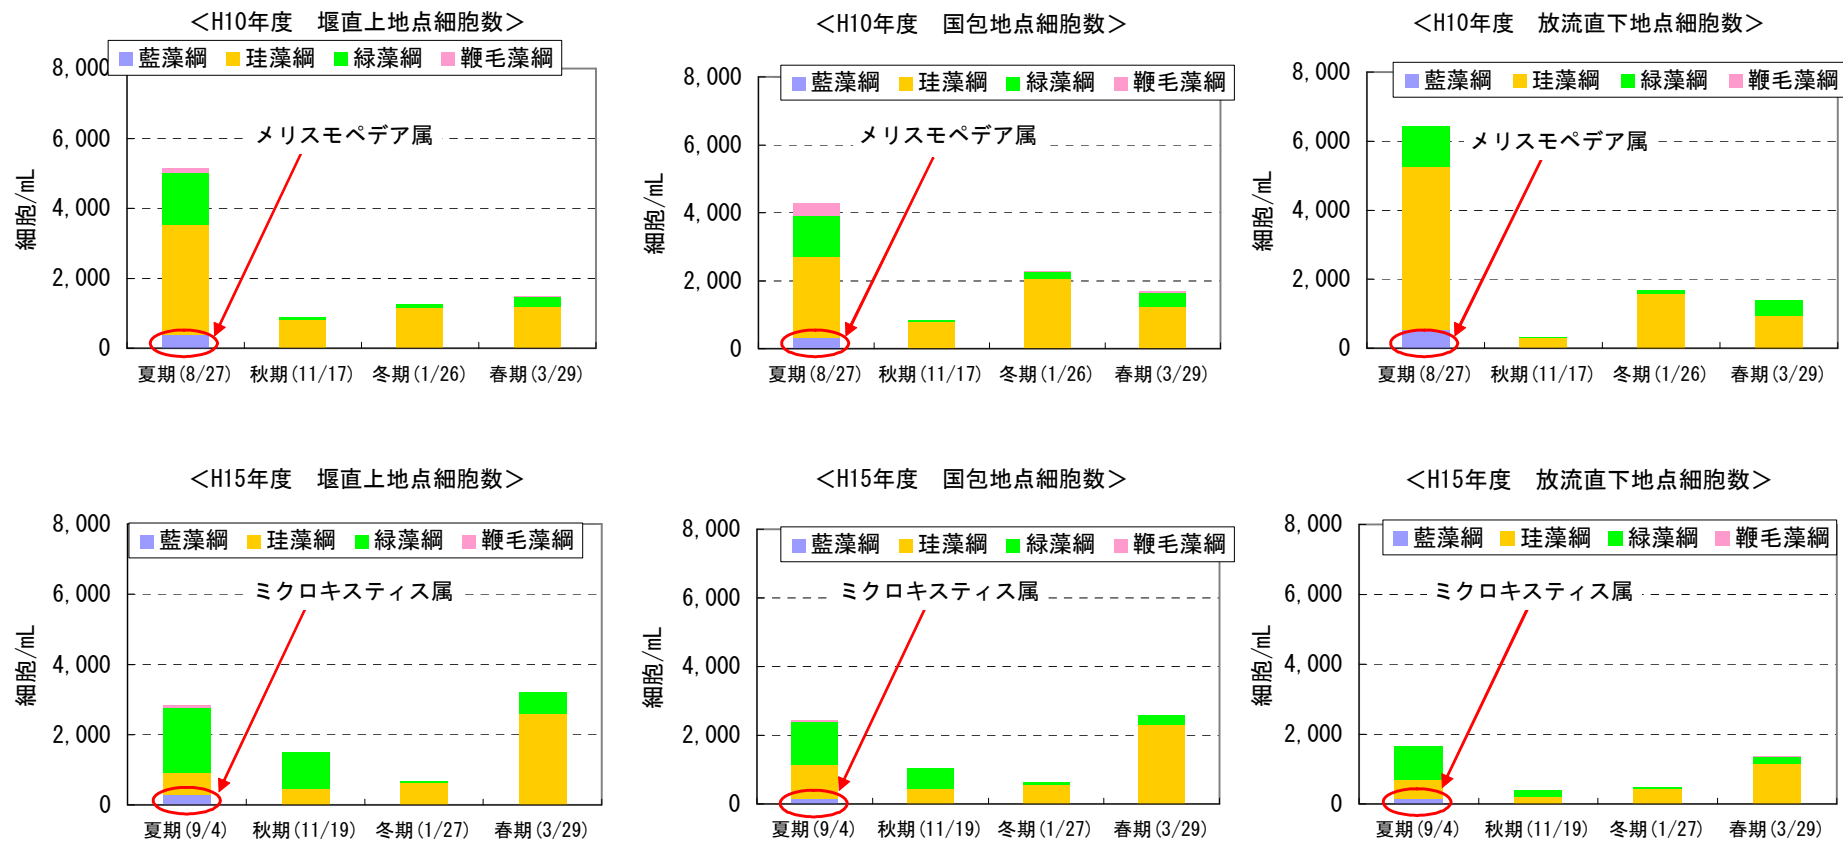 ＜H10年度　堰直上地点細胞数＞
藍藻綱 珪藻綱 緑藻綱 鞭毛藻綱
8,000
6,000
4,000
2,000
0
細胞/mL
メリスモペデア属
夏期(8/27) 秋期(11/17) 冬期(1/26) 春期(3/29)
＜H10年度　国包地点細胞数＞
藍藻綱 珪藻綱 緑藻綱 鞭毛藻綱
8,000
6,000
4,000
2,000
0
細胞/mL
メリスモペデア属
夏期(8/27) 秋期(11/17) 冬期(1/26) 春期(3/29)
＜H10年度　放流直下地点細胞数＞
藍藻綱 珪藻綱 緑藻綱 鞭毛藻綱
8,000
6,000
4,000
2,000
0
細胞/mL
メリスモペデア属
夏期(8/27) 秋期(11/17) 冬期(1/26) 春期(3/29)
＜H15年度　堰直上地点細胞数＞
藍藻綱 珪藻綱 緑藻綱 鞭毛藻綱
8,000
6,000
4,000
2,000
0
細胞/mL
ミクロキスティス属
夏期(9/4) 秋期(11/19) 冬期(1/27) 春期(3/29)
＜H15年度　国包地点細胞数＞
藍藻綱 珪藻綱 緑藻綱 鞭毛藻綱
8,000
6,000
4,000
2,000
0
細胞/mL
ミクロキスティス属
夏期(9/4) 秋期(11/19) 冬期(1/27) 春期(3/29)
＜H15年度　放流直下地点細胞数＞
藍藻綱 珪藻綱 緑藻綱 鞭毛藻綱
8,000
6,000
4,000
2,000
0
細胞/mL
ミクロキスティス属
夏期(9/4) 秋期(11/19) 冬期(1/27) 春期(3/29)